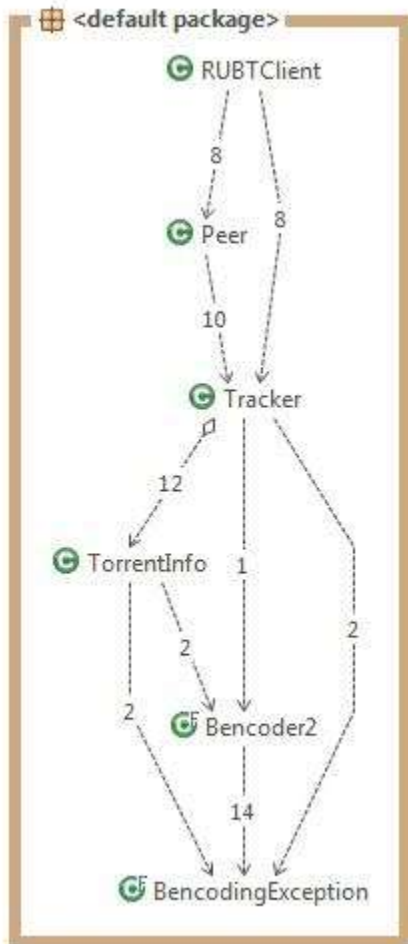 <default package>
RUBTClient
8
8
Peer
10
Tracker
12
TorrentInfo
1
2
2
2
Bencoder2
14
BencodingException